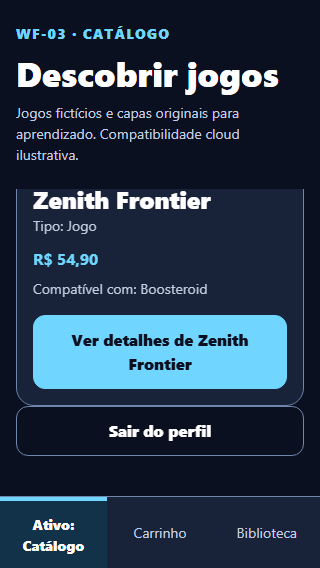 WF-03 · CATÁLOGO
Descobrir jogos
Jogos fictícios e capas originais para
aprendizado. Compatibilidade cloud
ilustrativa.
Zenith Frontier
Tipo: Jogo
R$ 54,90
Compatível com: Boosteroid
Ver detalhes de Zenith
Frontier
Sair do perfil
Ativo:
Catálogo
Carrinho
Biblioteca